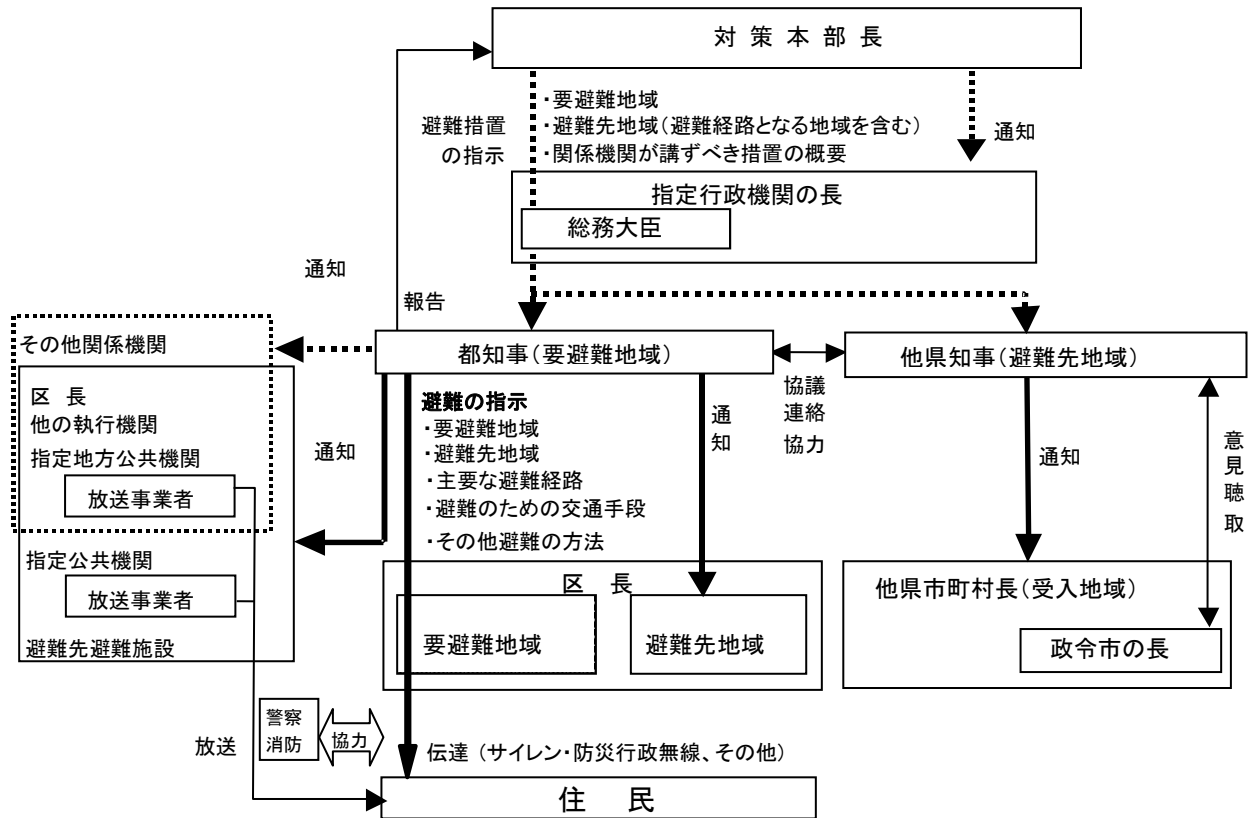 対 策 本 部 長
避難措置
の指示
・要避難地域
・避難先地域（避難経路となる地域を含む）
・関係機関が講ずべき措置の概要
通知
指定行政機関の長
総務大臣
通知
報告
その他関係機関
都知事（要避難地域）
他県知事（避難先地域）
協議
連絡
協力
区 長
他の執行機関
指定地方公共機関
放送事業者
通知
避難の指示
・要避難地域
・避難先地域
・主要な避難経路
・避難のための交通手段
・その他避難の方法
通
知
通知
意
見
聴
取
指定公共機関
放送事業者
避難先避難施設
区 長
要避難地域
避難先地域
他県市町村長（受入地域）
政令市の長
警察
消防
協力
放送
伝達 （サイレン・防災行政無線、その他）
住 民